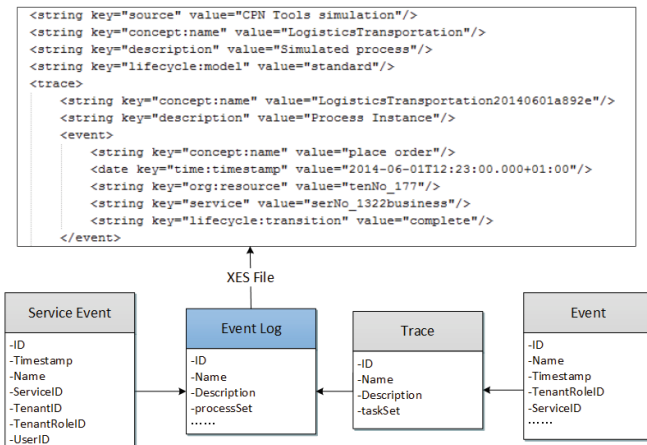 <string key="source" value="CPN Tools simulation"/>
<string key="concept:name" value="LogisticsTransportation"/>
<string key="description" value="Simulated process"/>
<string key="lifecycle:model" value="standard"/>
<trace>
<string key="concept:name" value="LogisticsTransportation20140601a892e"/>
<string key="description" value="Process Instance"/>
<event>
<string key="concept:name" value="place order"/>
<date key="time:timestamp" value="2014-06-01T12:23:00.000+01:00"/>
<string key="org:resource" value="tenNo_177"/>
<string key="service" value="serNo_1322business"/>
<string key="lifecycle:transition" value="complete"/>
</event>
XES File
Service Event
-ID
-Timestamp
-Name
-ServiceID
-TenantID
-TenantRoleID
-UserID
Event Log
-ID
-Name
-Description
-processSet
......
Trace
-ID
-Name
-Description
-taskSet
Event
-ID
-Name
-Timestamp
-TenantRoleID
-ServiceID
......